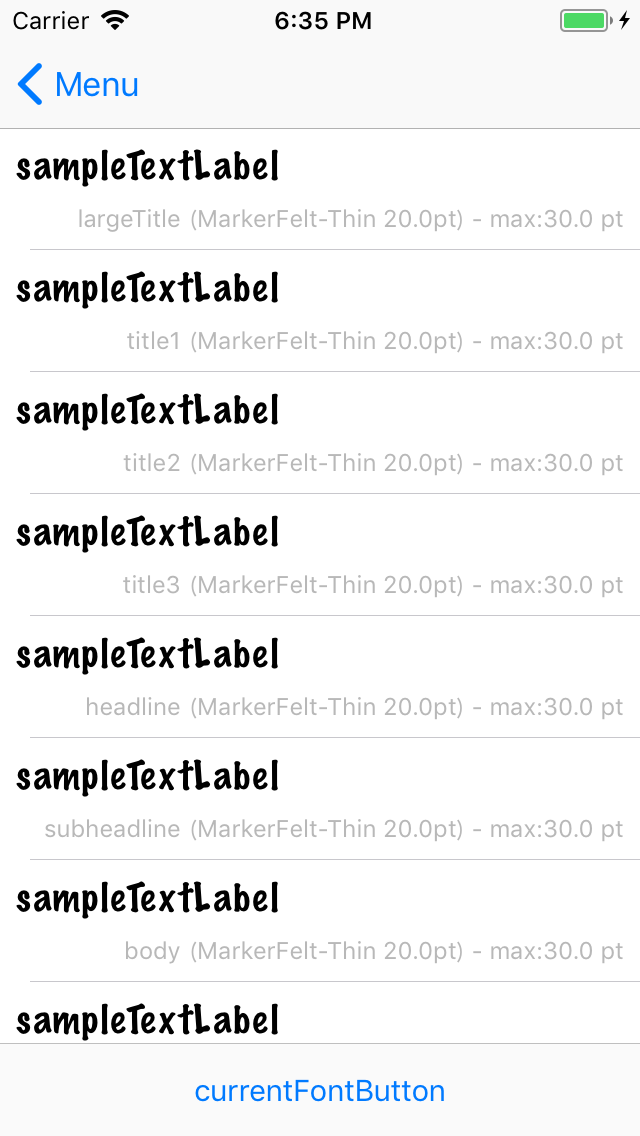 Carrier 6:35 PM
Menu
sampleTextLabel
largeTitle (MarkerFelt-Thin 20.0pt) - max:30.0 pt
sampleTextLabel
title1 (MarkerFelt-Thin 20.0pt) - max:30.0 pt
sampleTextLabel
title2 (MarkerFelt-Thin 20.0pt) - max:30.0 pt
sampleTextLabel
title3 (MarkerFelt-Thin 20.0pt) - max:30.0 pt
sampleTextLabel
headline (MarkerFelt-Thin 20.0pt) - max:30.0 pt
sampleTextLabel
subheadline (MarkerFelt-Thin 20.0pt) - max:30.0 pt
sampleTextLabel
body (MarkerFelt-Thin 20.0pt) - max:30.0 pt
sampleTextLabel
currentFontButton